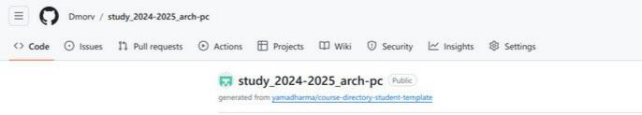 Dmorv / study_2024-2025_arch-pc
Code Issues Pull requests Actions Projects Wiki Security Insights Settings
study_2024-2025_arch-pc Public
generated from yamadharma/course-directory-student-template